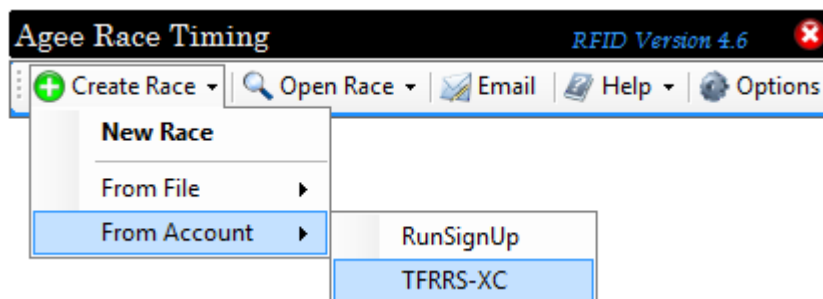 Agee Race Timing RFID Version 4.6
Create Race Open Race Email Help Options
New Race
From File
From Account
RunSignUp
TFRRS-XC